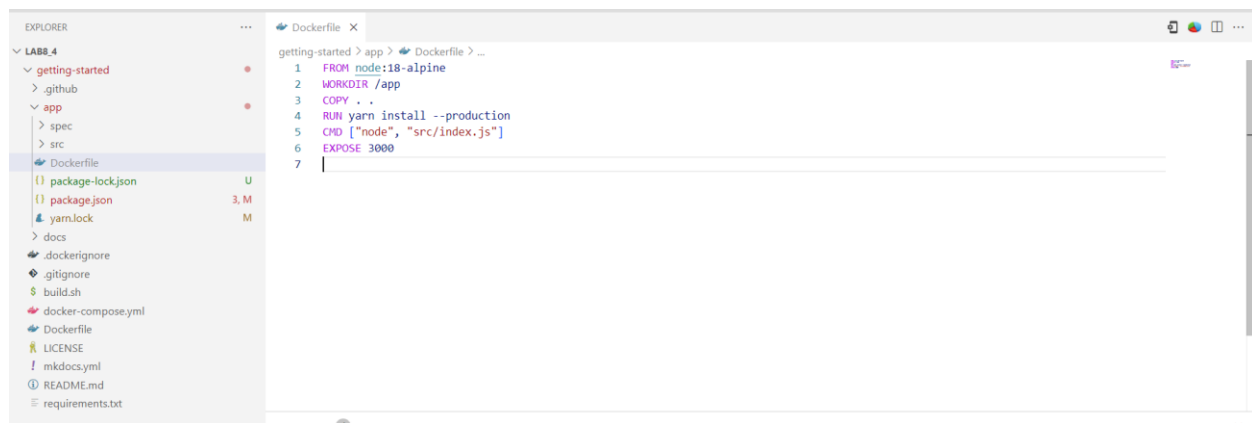 EXPLORER ...
LAB8_4
getting-started
.github
app
spec
src
Dockerfile
package-lock.json U
package.json 3, M
yarn.lock M
docs
.dockerignore
.gitignore
build.sh
docker-compose.yml
Dockerfile
LICENSE
mkdocs.yml
README.md
requirements.txt
Dockerfile
getting-started > app > Dockerfile > ...
1 FROM node:18-alpine
2 WORKDIR /app
3 COPY . .
4 RUN yarn install --production
5 CMD ["node", "src/index.js"]
6 EXPOSE 3000
7